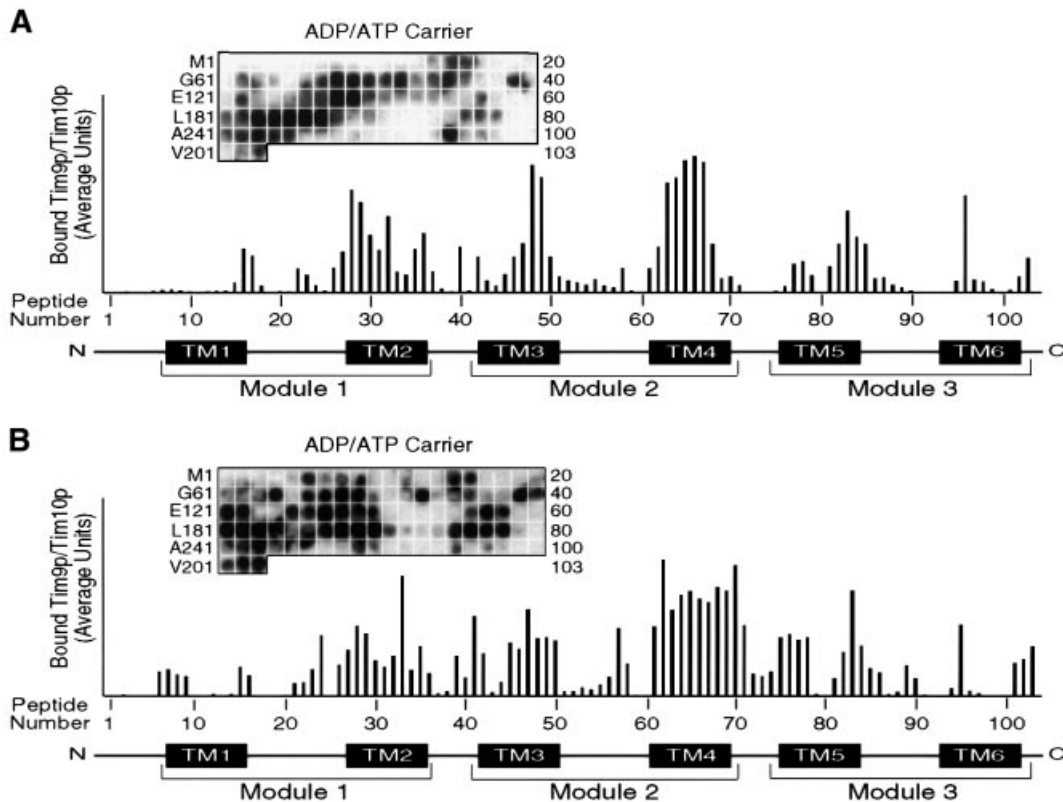 A
ADP/ATP Carrier
M1 20
G61 40
E121 60
L181 80
A241 100
V201 103
Bound Tim9p/Tim10p
(Average Units)
Peptide
Number 1 10 20 30 40 50 60 70 80 90 100
N TM1 TM2 TM3 TM4 TM5 TM6 C
Module 1 Module 2 Module 3
B
ADP/ATP Carrier
M1 20
G61 40
E121 60
L181 80
A241 100
V201 103
Bound Tim9p/Tim10p
(Average Units)
Peptide
Number 1 10 20 30 40 50 60 70 80 90 100
N TM1 TM2 TM3 TM4 TM5 TM6 C
Module 1 Module 2 Module 3